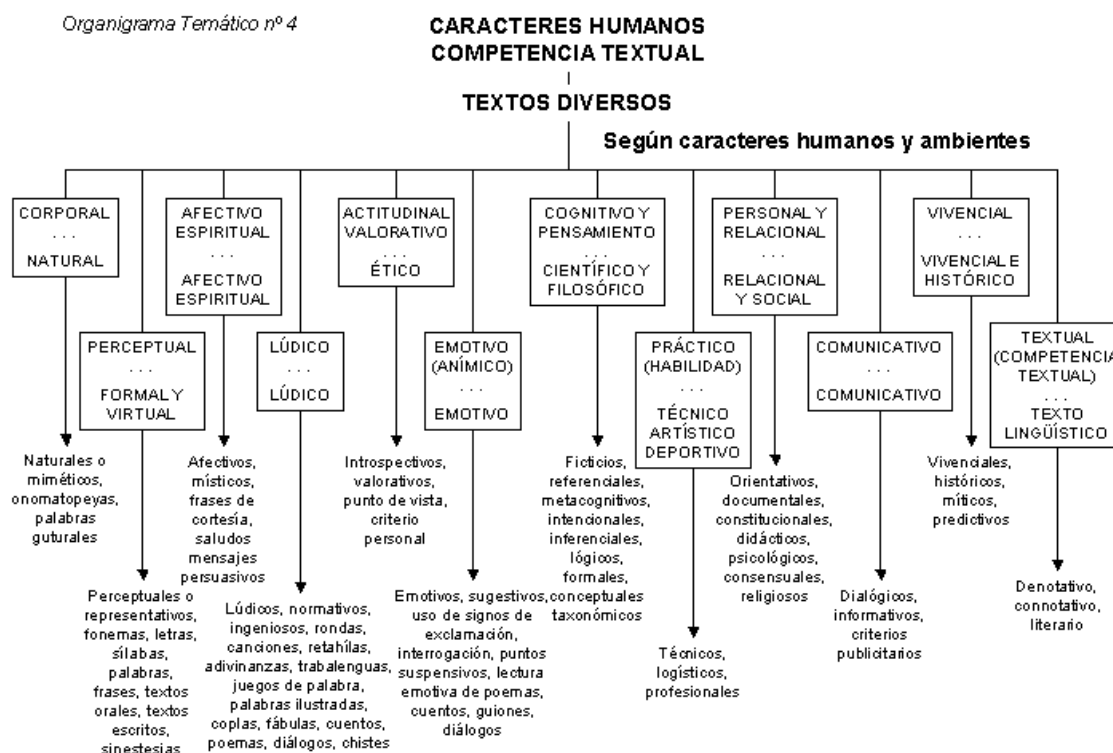 Organigrama Temático nº 4
CARACTERES HUMANOS
COMPETENCIA TEXTUAL
TEXTOS DIVERSOS
Según caracteres humanos y ambientes
CORPORAL
. . .
NATURAL
AFECTIVO
ESPIRITUAL
. . .
AFECTIVO
ESPIRITUAL
ACTITUDINAL
VALORATIVO
. . .
ÉTICO
COGNITIVO Y
PENSAMIENTO
. . .
CIENTÍFICO Y
FILOSÓFICO
PERSONAL Y
RELACIONAL
. . .
RELACIONAL
Y SOCIAL
VIVENCIAL
. . .
VIVENCIAL E
HISTÓRICO
PERCEPTUAL
. . .
FORMAL Y
VIRTUAL
LÚDICO
. . .
LÚDICO
EMOTIVO
(ANÍMICO)
. . .
EMOTIVO
PRÁCTICO
(HABILIDAD)
. . .
TÉCNICO
ARTÍSTICO
DEPORTIVO
COMUNICATIVO
. . .
COMUNICATIVO
TEXTUAL
(COMPETENCIA
TEXTUAL)
. . .
TEXTO
LINGÜÍSTICO
Naturales o
miméticos,
onomatopeyas,
palabras
guturales
Afectivos,
místicos,
frases de
cortesía,
saludos
mensajes
persuasivos
Introspectivos,
valorativos,
punto de vista,
criterio
personal
Ficticios,
referenciales,
metacognitivos,
intencionales,
inferenciales,
lógicos,
formales,
conceptuales
taxonómicos
Orientativos,
documentales,
constitucionales,
didácticos,
psicológicos,
consensuales,
religiosos
Vivenciales,
históricos,
míticos,
predictivos
Perceptuales o
representativos,
fonemas, letras,
sílabas,
palabras,
frases, textos
orales, textos
escritos,
sinestesias
Lúdicos, normativos,
ingeniosos, rondas,
canciones, retahílas,
adivinanzas, trabalenguas,
juegos de palabra,
palabras ilustradas,
coplas, fábulas, cuentos,
poemas, diálogos, chistes
Emotivos, sugestivos,
uso de signos de
exclamación,
interrogación, puntos
suspensivos, lectura
emotiva de poemas,
cuentos, guiones,
diálogos
Técnicos,
logísticos,
profesionales
Dialógicos,
informativos,
criterios
publicitarios
Denotativo,
connotativo,
literario